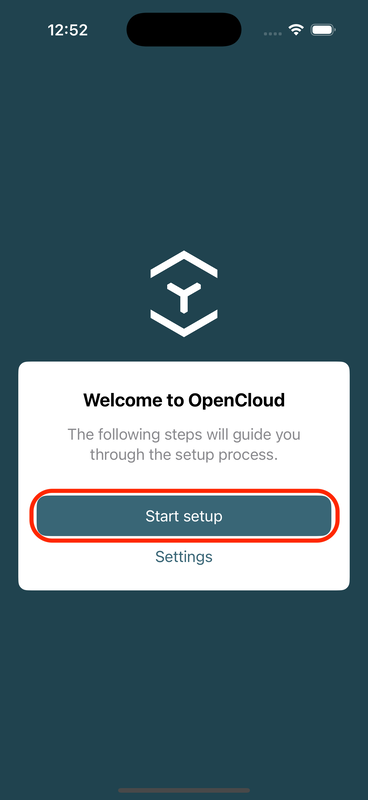 12:52
Welcome to OpenCloud
The following steps will guide you
through the setup process.
Start setup
Settings